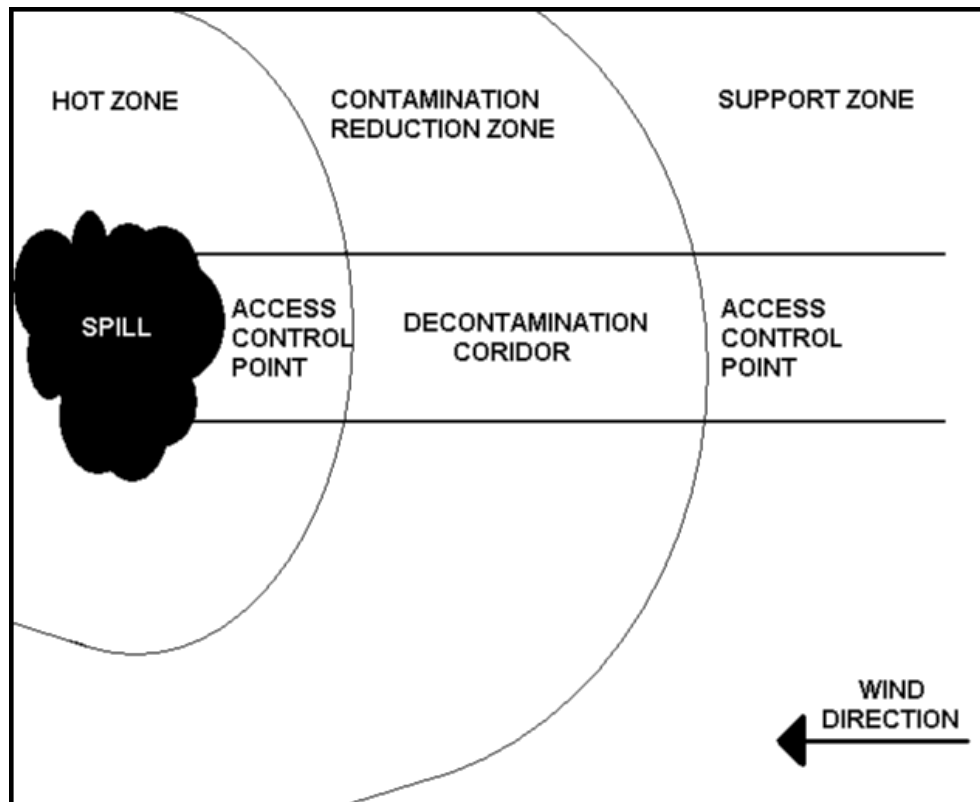 HOT ZONE
CONTAMINATION
REDUCTION ZONE
SUPPORT ZONE
SPILL
ACCESS
CONTROL
POINT
DECONTAMINATION
CORIDOR
ACCESS
CONTROL
POINT
WIND
DIRECTION